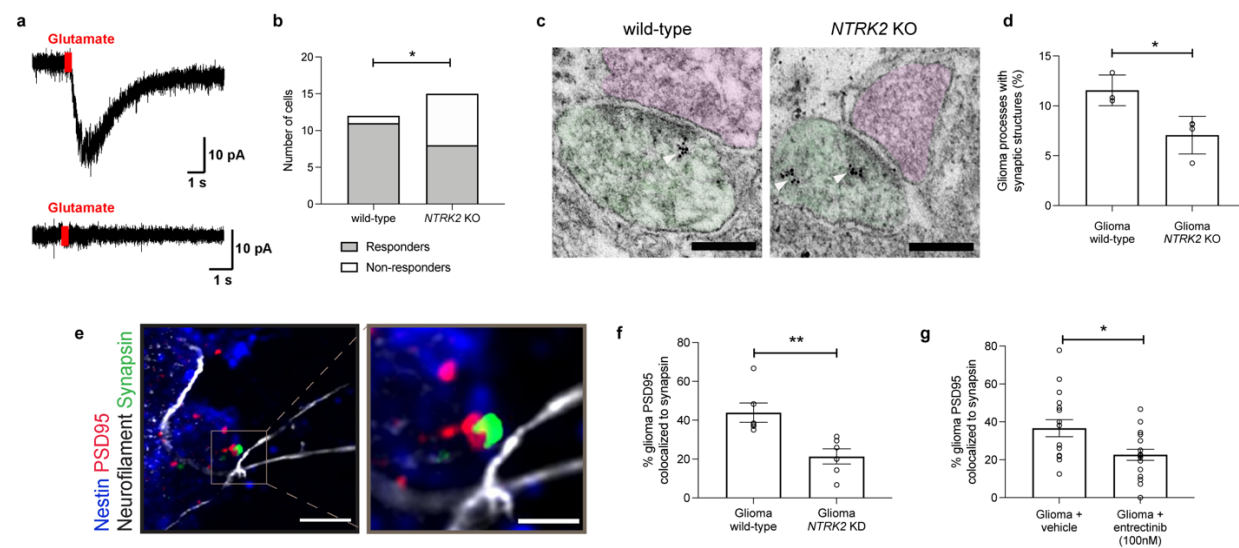 a
Glutamate
10 pA
1 s
Glutamate
10 pA
1 s
b
*
Number of cells
20
15
10
5
0
wild-type
NTRK2 KO
Responders
Non-responders
c
wild-type
NTRK2 KO
d
*
Glioma processes with
synaptic structures (%)
15
10
5
0
Glioma
wild-type
Glioma
NTRK2 KO
e
Nestin PSD95
Neurofilament Synapsin
f
**
% glioma PSD95
colocalized to synapsin
80
60
40
20
0
Glioma
wild-type
Glioma
NTRK2 KD
g
*
% glioma PSD95
colocalized to synapsin
80
60
40
20
0
Glioma +
vehicle
Glioma +
entrectinib
(100nM)